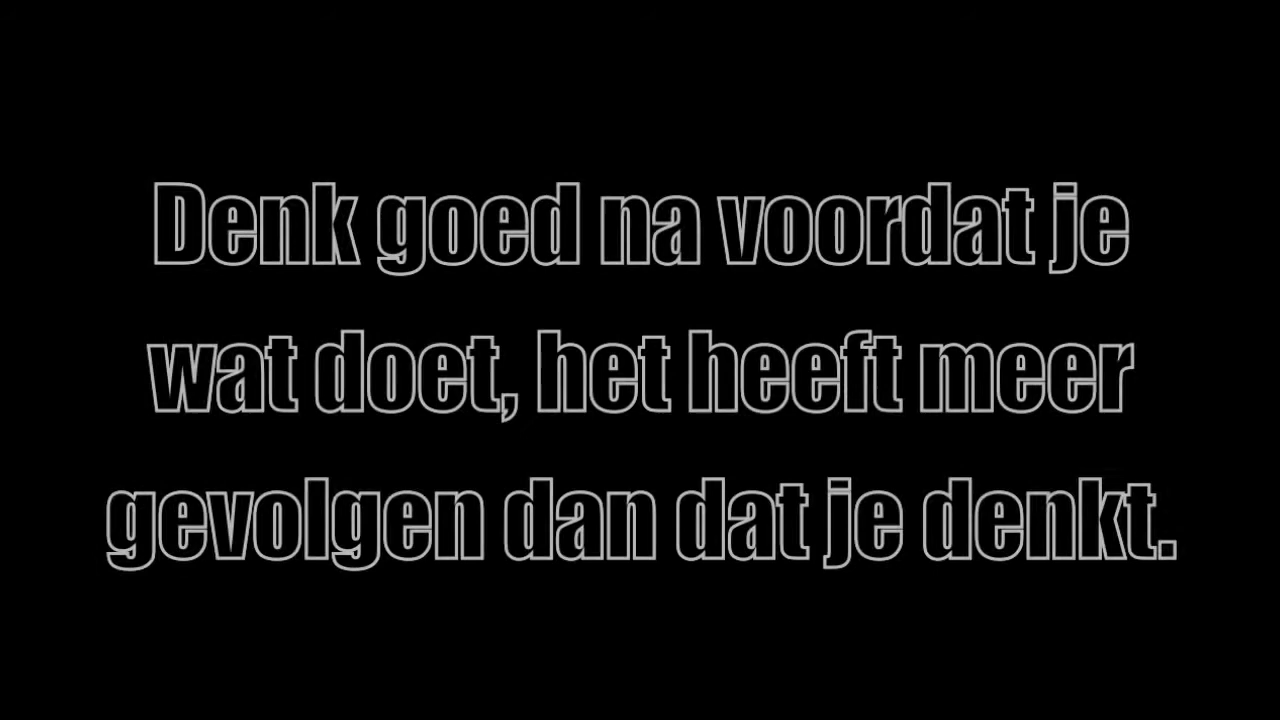 Denk goed na voordat je
wat doet, het heeft meer
gevolgen dan dat je denkt.